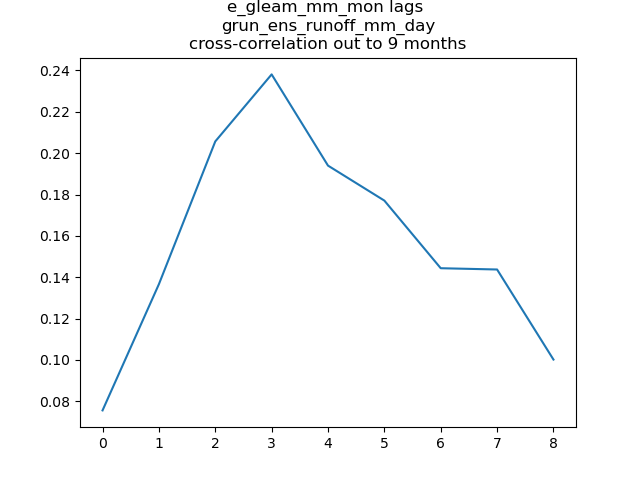 e_gleam_mm_mon lags
grun_ens_runoff_mm_day
cross-correlation out to 9 months
0.24
0.22
0.20
0.18
0.16
0.14
0.12
0.10
0.08
0 1 2 3 4 5 6 7 8